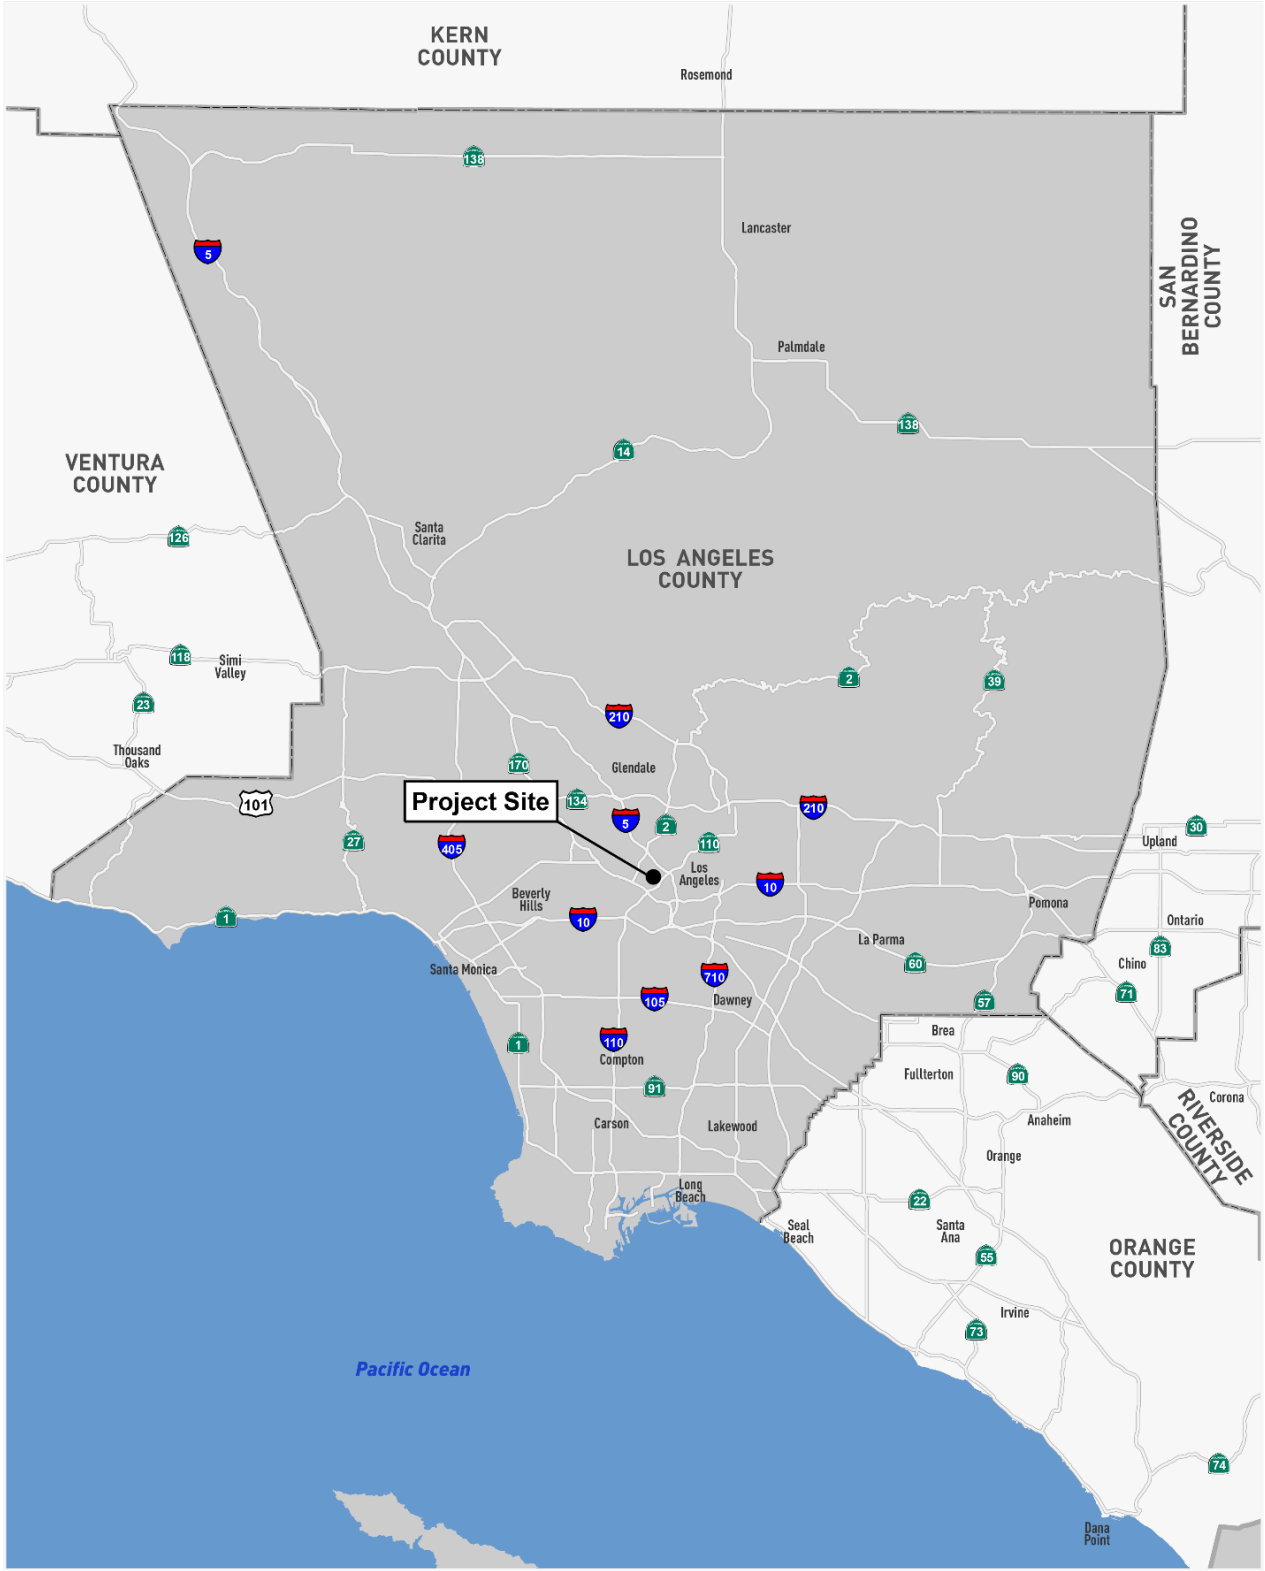 KERN
COUNTY
Rosemond
138
Lancaster
5
SAN
BERNARDINO
COUNTY
Palmdale
138
14
VENTURA
COUNTY
Santa
Clarita
126
LOS ANGELES
COUNTY
118
Simi
Valley
2
39
23
210
Thousand
Oaks
170
Glendale
101
Project Site
134
210
5
2
30
27
405
110
Upland
Los
Angeles
10
Beverly
Hills
Pomona
1
10
Ontario
La Parma
83
Chino
60
Santa Monica
710
71
105
Dawney
57
1
110
Brea
Compton
Fullterton
90
91
Corona
RIVERSIDE
COUNTY
Carson
Lakewood
Anaheim
Orange
Long
Beach
22
Seal
Beach
Santa
Ana
55
ORANGE
COUNTY
Irvine
73
Pacific Ocean
74
Dana
Point